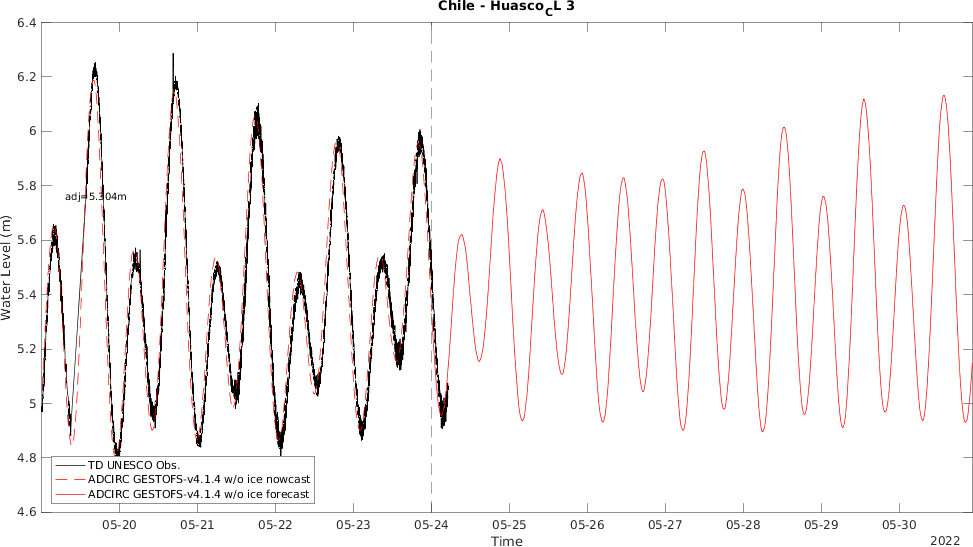 Chile - Huasco_CL 3
6.4
6.2
6
5.8
5.6
5.4
5.2
5
4.8
4.6
Water Level (m)
adj=5.304m
TD UNESCO Obs.
ADCIRC GESTOFS-v4.1.4 w/o ice nowcast
ADCIRC GESTOFS-v4.1.4 w/o ice forecast
05-20 05-21 05-22 05-23 05-24 05-25 05-26 05-27 05-28 05-29 05-30
Time
2022